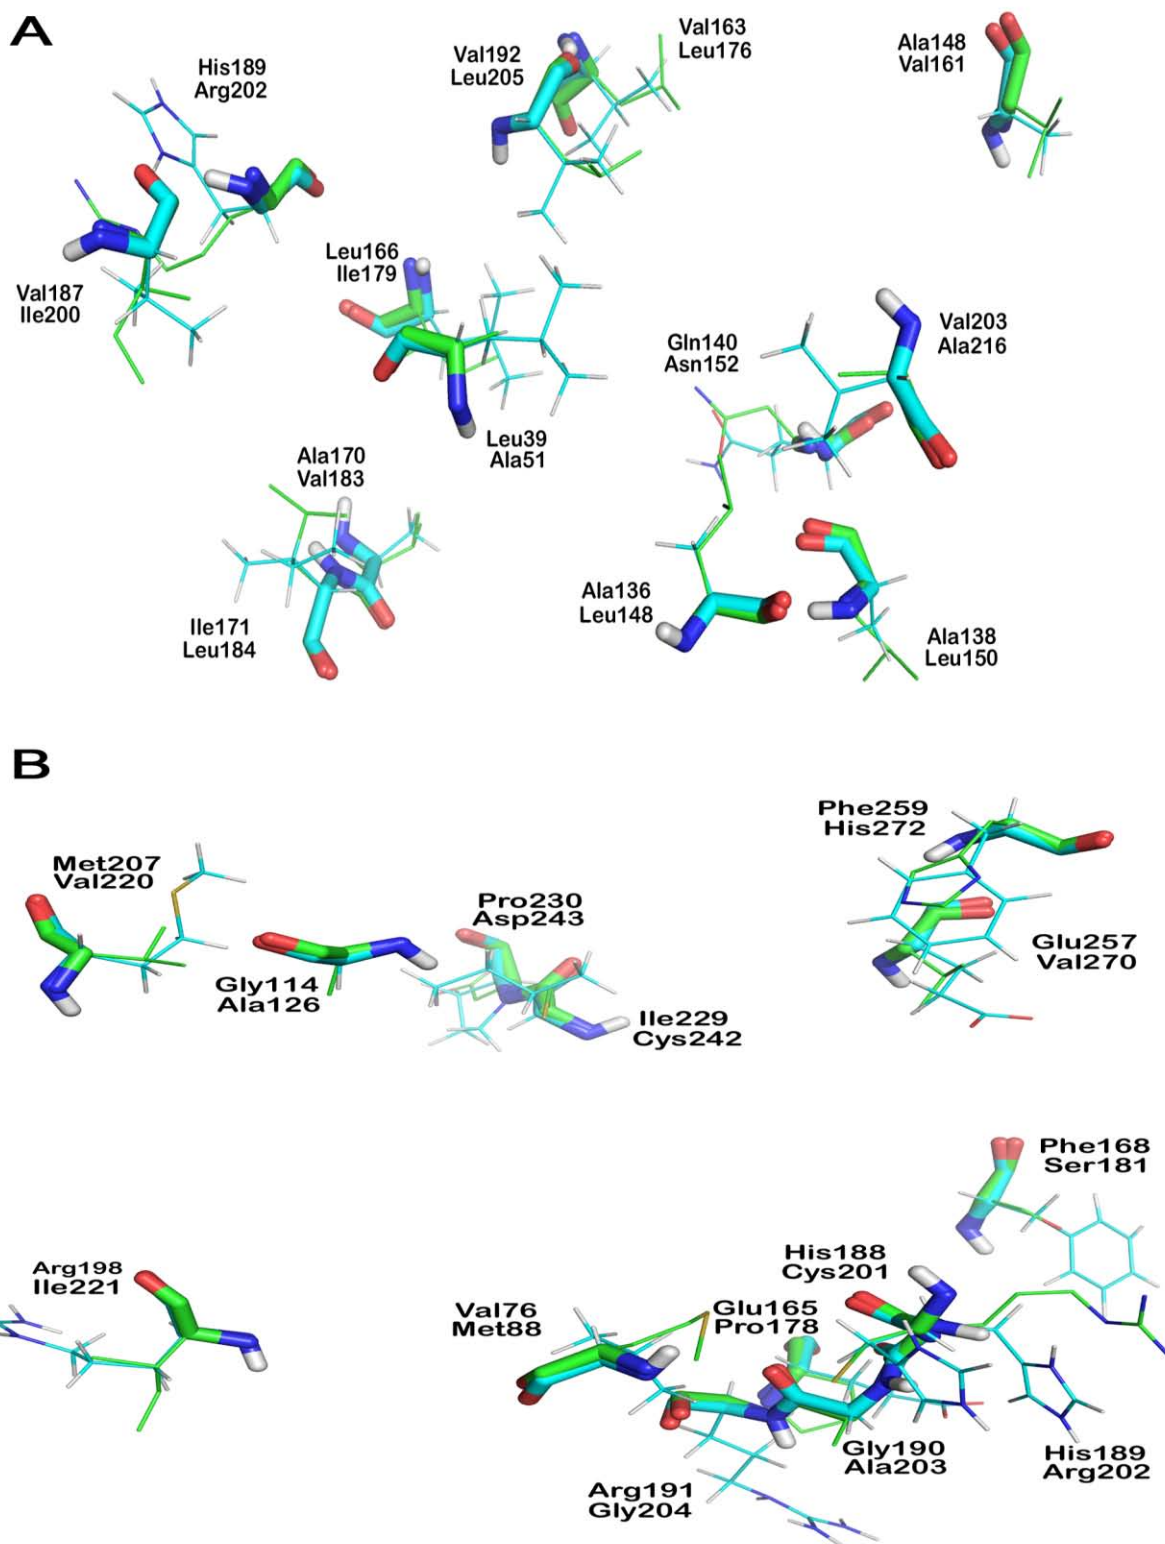 A
His189
Arg202
Val192
Leu205
Val163
Leu176
Ala148
Val161
Val187
Ile200
Leu166
Ile179
Leu39
Ala51
Gln140
Asn152
Val203
Ala216
Ala170
Val183
Ile171
Leu184
Ala136
Leu148
Ala138
Leu150
B
Met207
Val220
Gly114
Ala126
Pro230
Asp243
Ile229
Cys242
Phe259
His272
Glu257
Val270
Phe168
Ser181
Arg198
Ile221
His188
Cys201
Val76
Met88
Glu165
Pro178
Gly190
Ala203
His189
Arg202
Arg191
Gly204